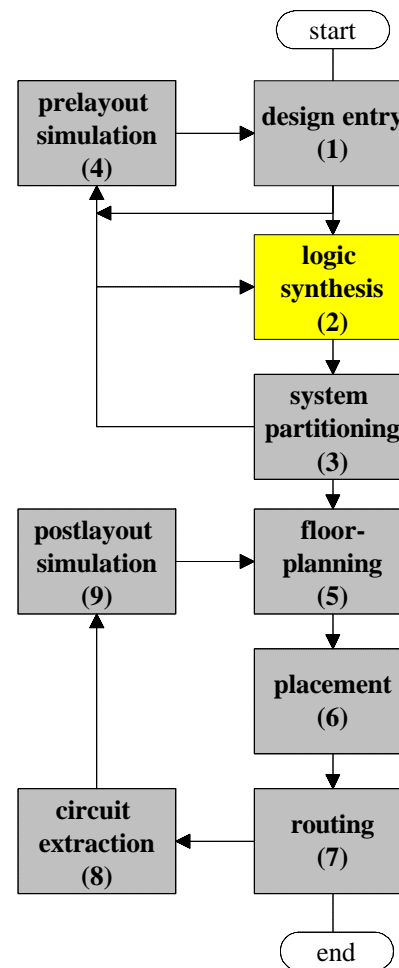 start
prelayout
simulation
(4)
design entry
(1)
logic
synthesis
(2)
system
partitioning
(3)
postlayout
simulation
(9)
floor-
planning
(5)
placement
(6)
circuit
extraction
(8)
routing
(7)
end